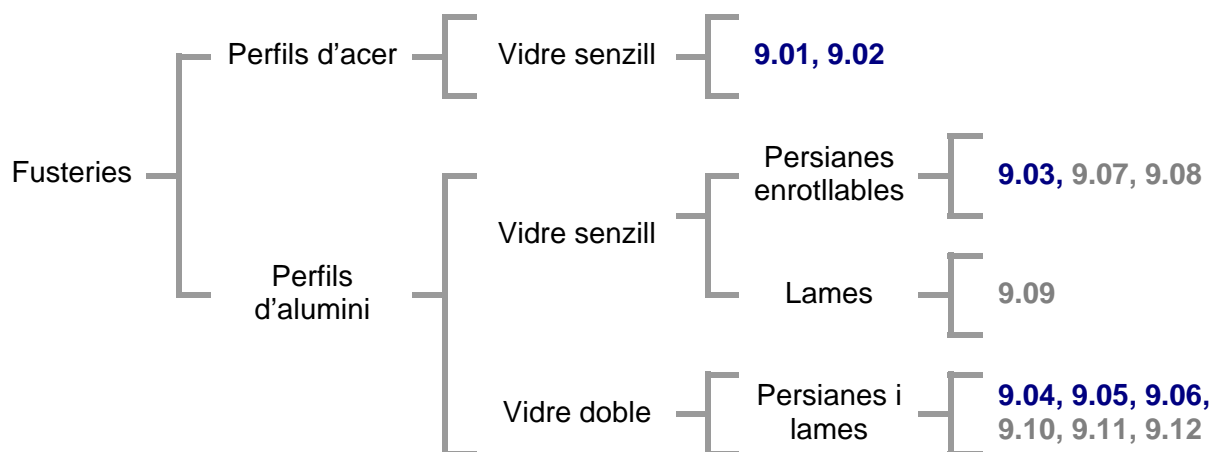 Perfils d’acer
Vidre senzill
9.01, 9.02
Fusteries
Perfils
d’alumini
Vidre senzill
Persianes
enrotllables
9.03, 9.07, 9.08
Lames
9.09
Vidre doble
Persianes i
lames
9.04, 9.05, 9.06,
9.10, 9.11, 9.12